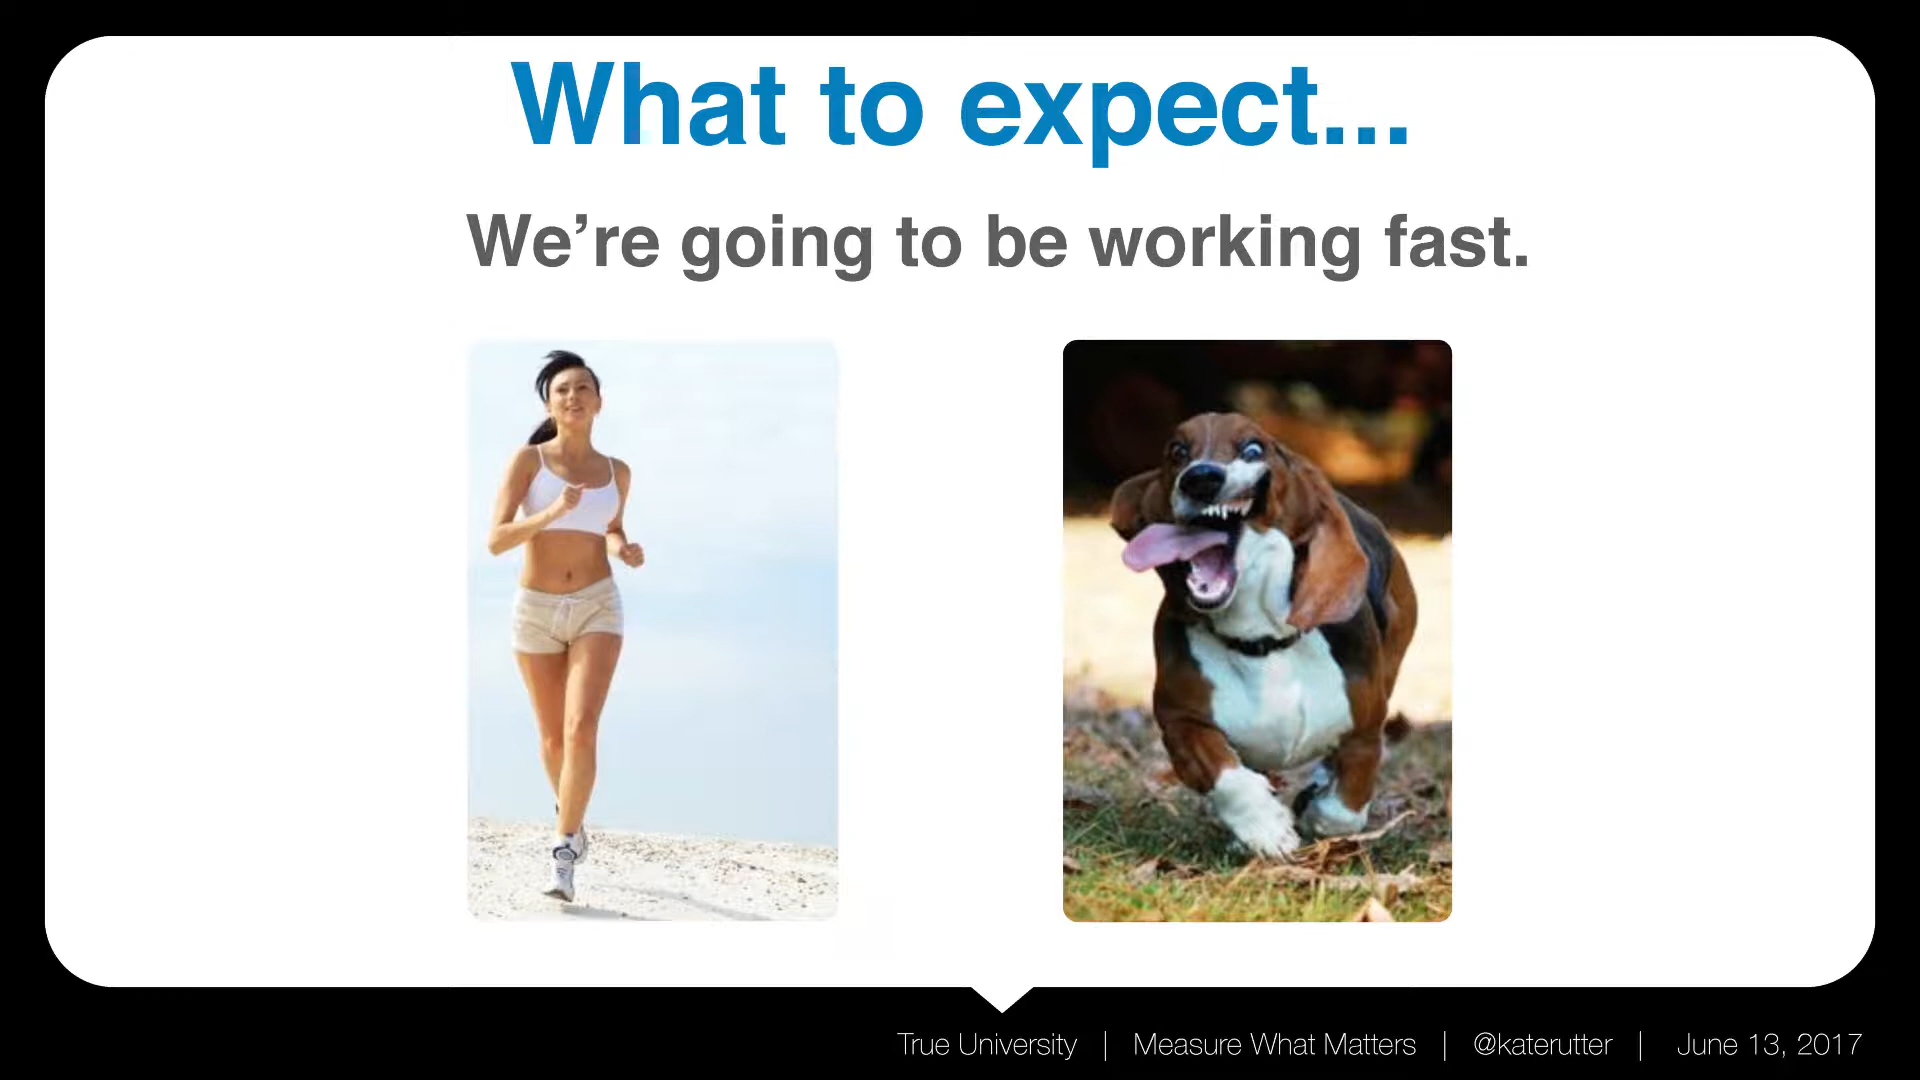 What to expect...
We’re going to be working fast.
True University | Measure What Matters | @katerutter | June 13, 2017